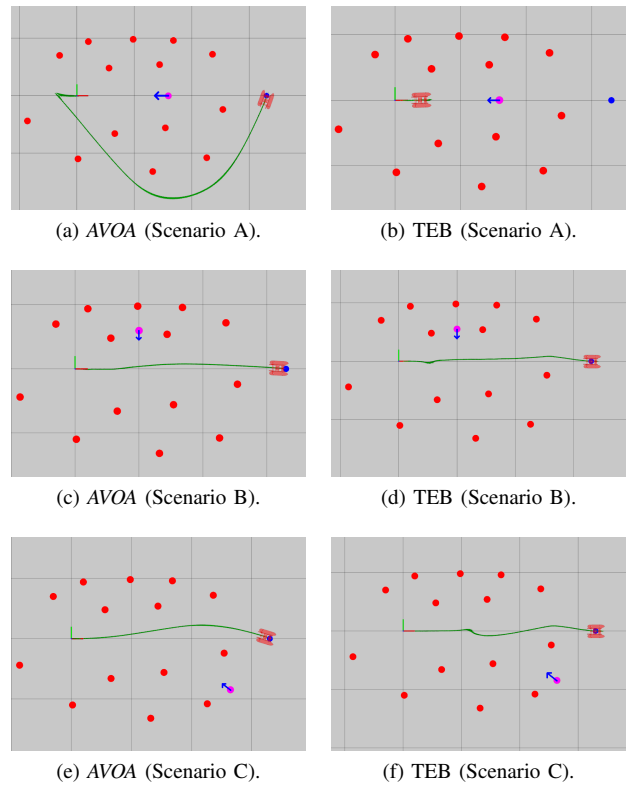 (a) AVOA (Scenario A).
(b) TEB (Scenario A).
(c) AVOA (Scenario B).
(d) TEB (Scenario B).
(e) AVOA (Scenario C).
(f) TEB (Scenario C).